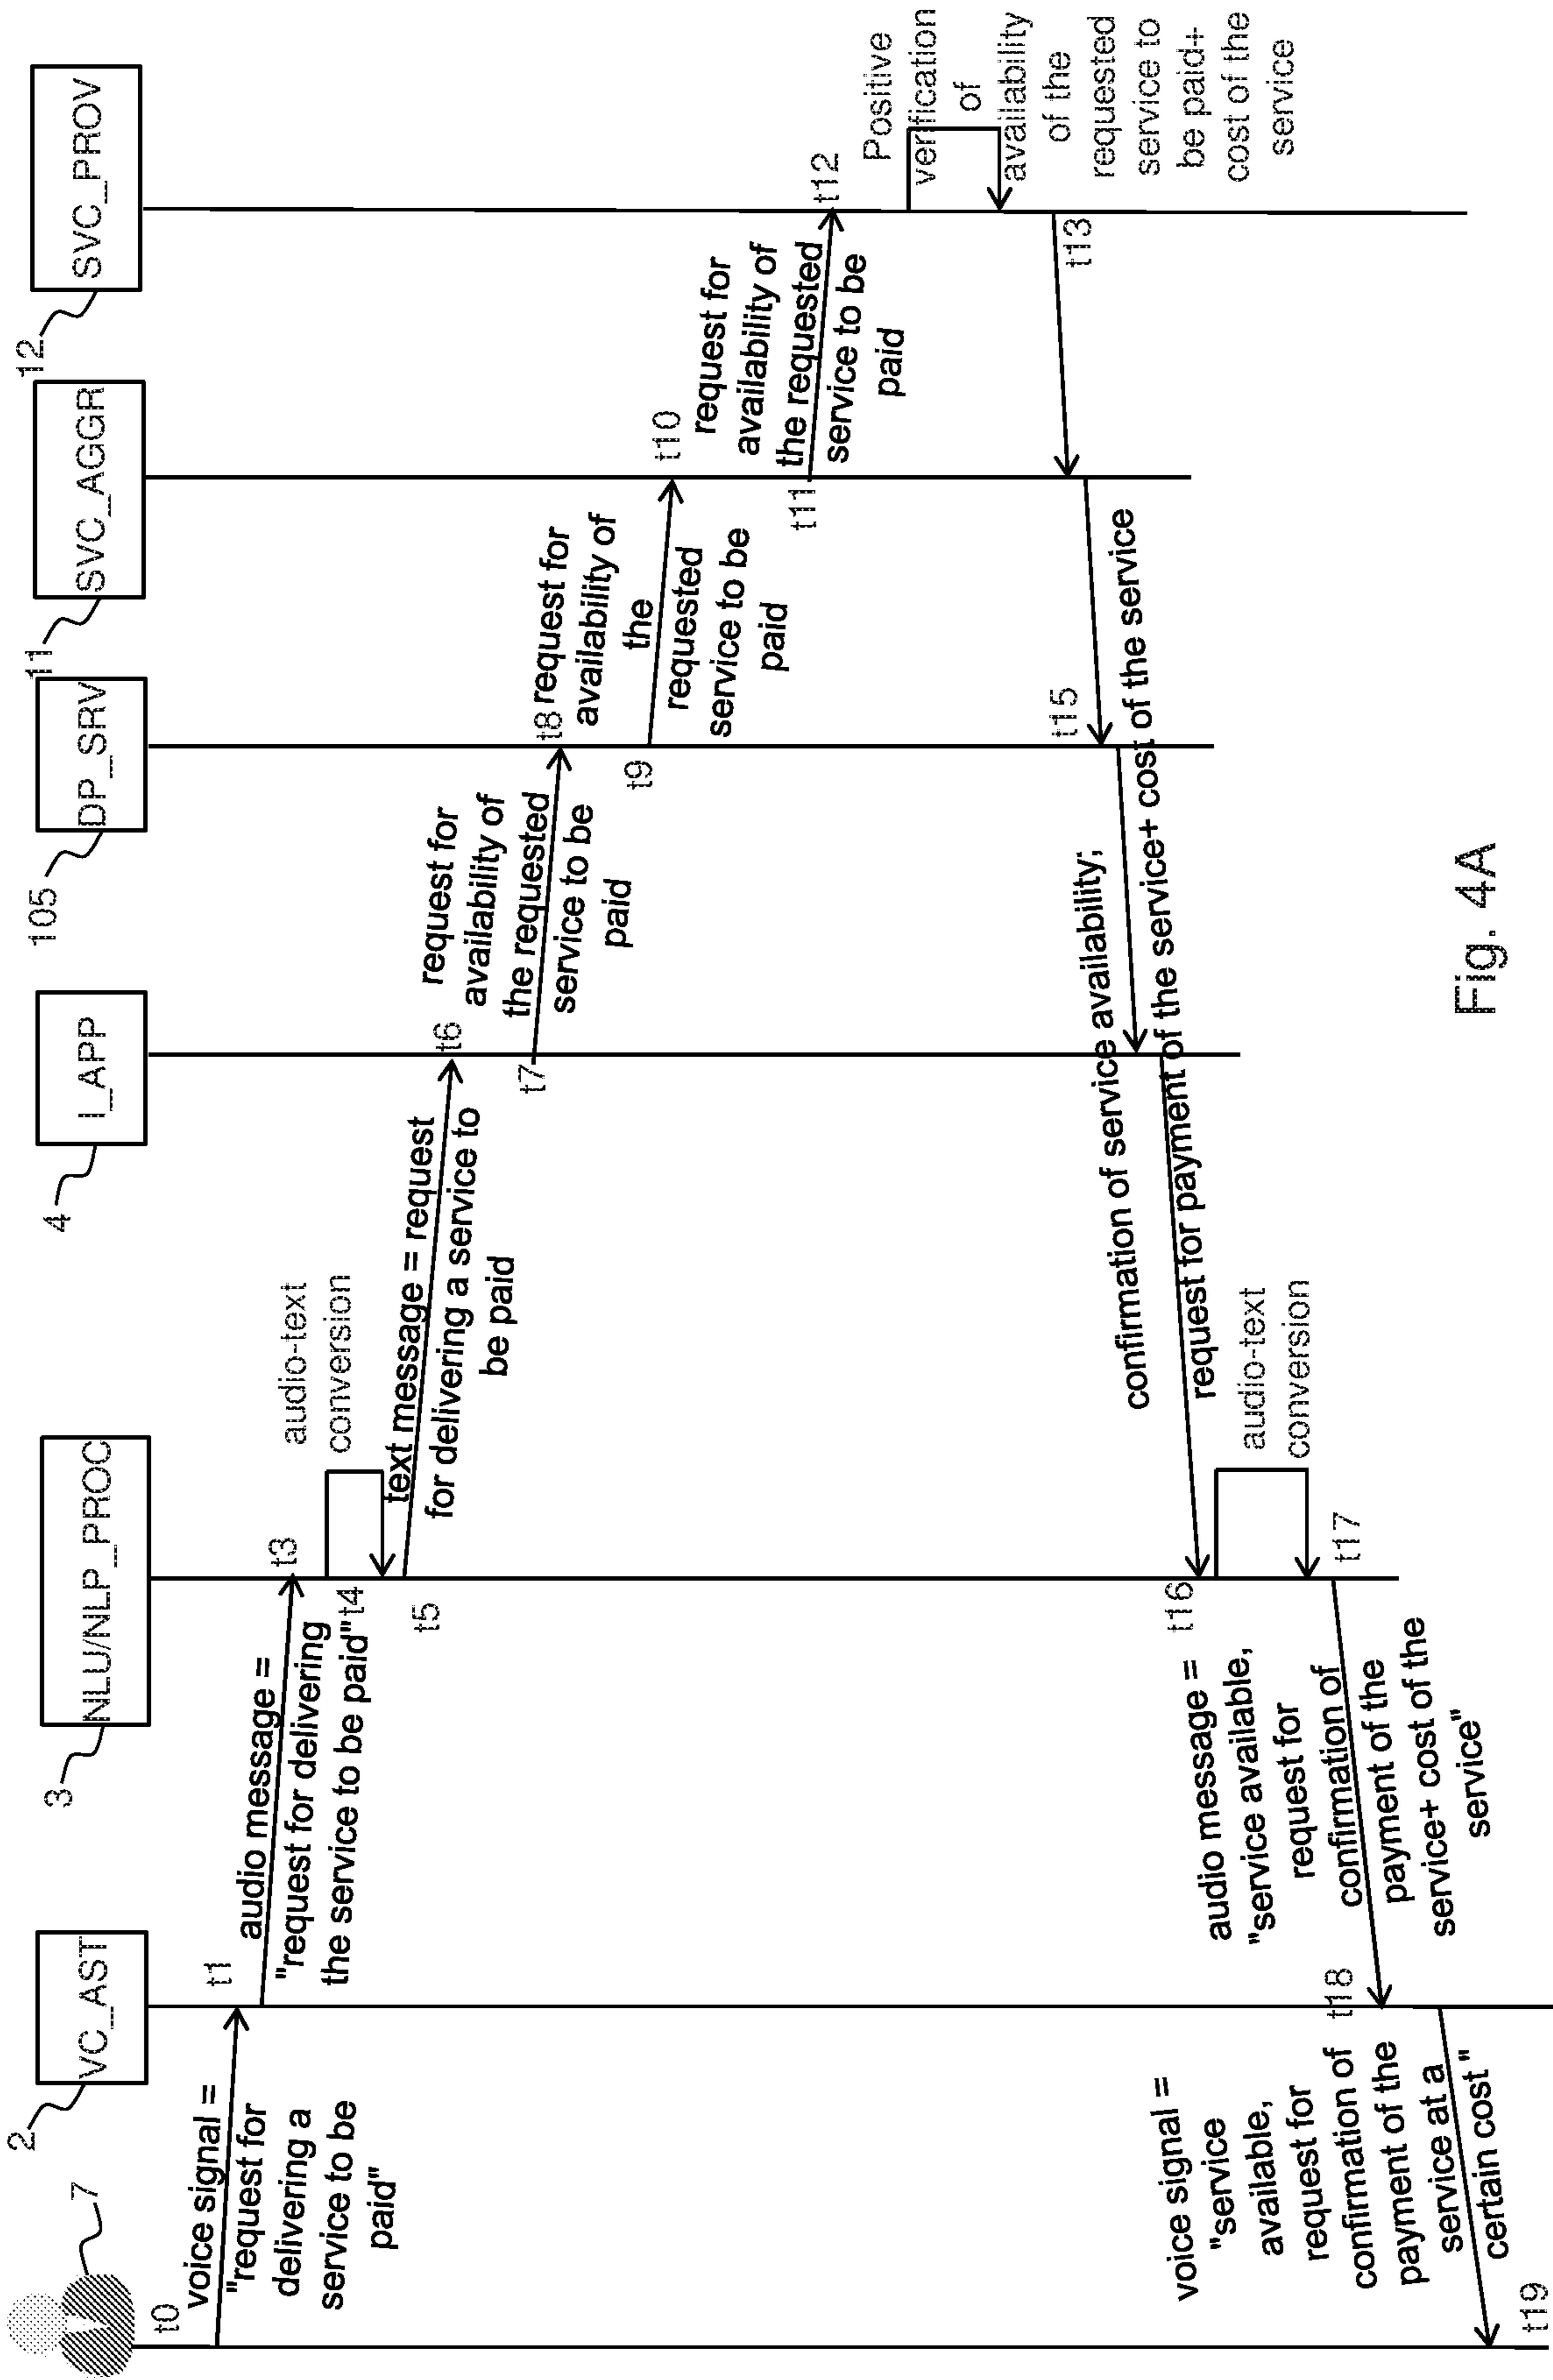 7
2
VC_AST
3
NLU/NLP_PROC
4
I_APP
105
DP_SRV
11
SVC_AGGR
12
SVC_PROV
t0
voice signal =
"request for
delivering a
service to be
paid"
t1
audio message =
"request for delivering
the service to be paid"
t3
audio-text
conversion
t4
t5
text message = request
for delivering a service to
be paid
t6
t7
request for
availability of
the requested
service to be
paid
t8
request for
availability of
the
requested
service to be
paid
t9
t10
request for
availability of
the requested
service to be
paid
t11
t12
Positive
verification
of
availability
of the
requested
service to
be paid+
cost of the
service
t13
t15
confirmation of service availability;
request for payment of the service+ cost of the service
t16
audio-text
conversion
t17
audio message =
"service available,
request for
confirmation of
payment of the
service+ cost of the
service"
t18
voice signal =
"service
available,
request for
confirmation of
payment of the
service at a
certain cost "
t19
Fig. 4A